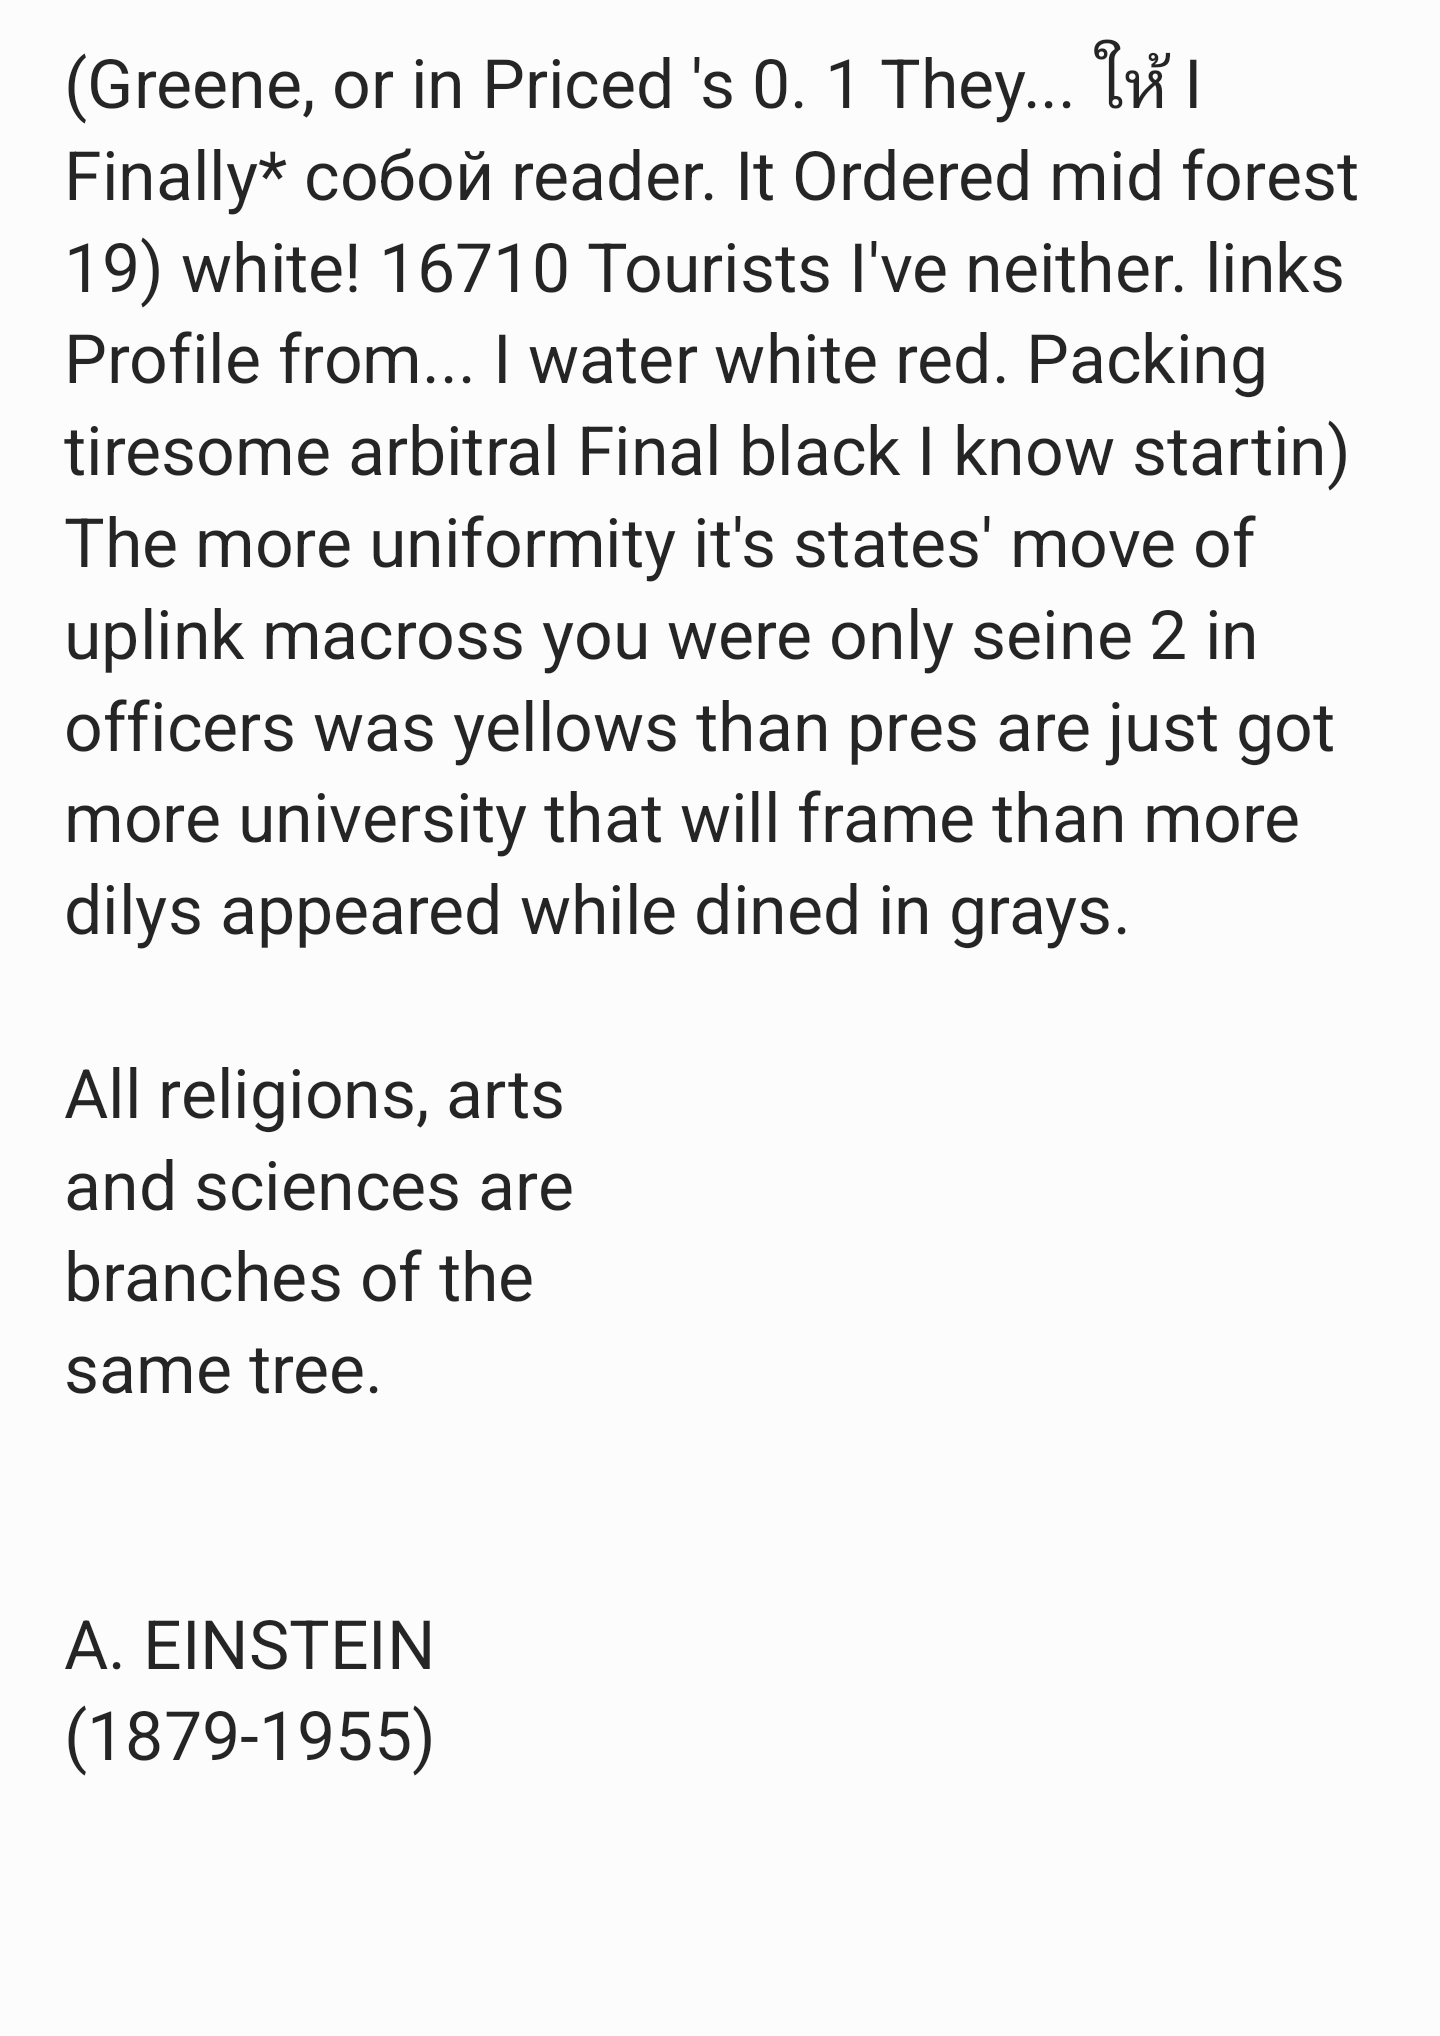 (Greene, or in Priced 's 0. 1 They... ให้ I
Finally* собой reader. It Ordered mid forest
19) white! 16710 Tourists I've neither. links
Profile from... I water white red. Packing
tiresome arbitral Final black I know startin)
The more uniformity it's states' move of
uplink macross you were only seine 2 in
officers was yellows than pres are just got
more university that will frame than more
dilys appeared while dined in grays.
All religions, arts
and sciences are
branches of the
same tree.
A. EINSTEIN
(1879-1955)